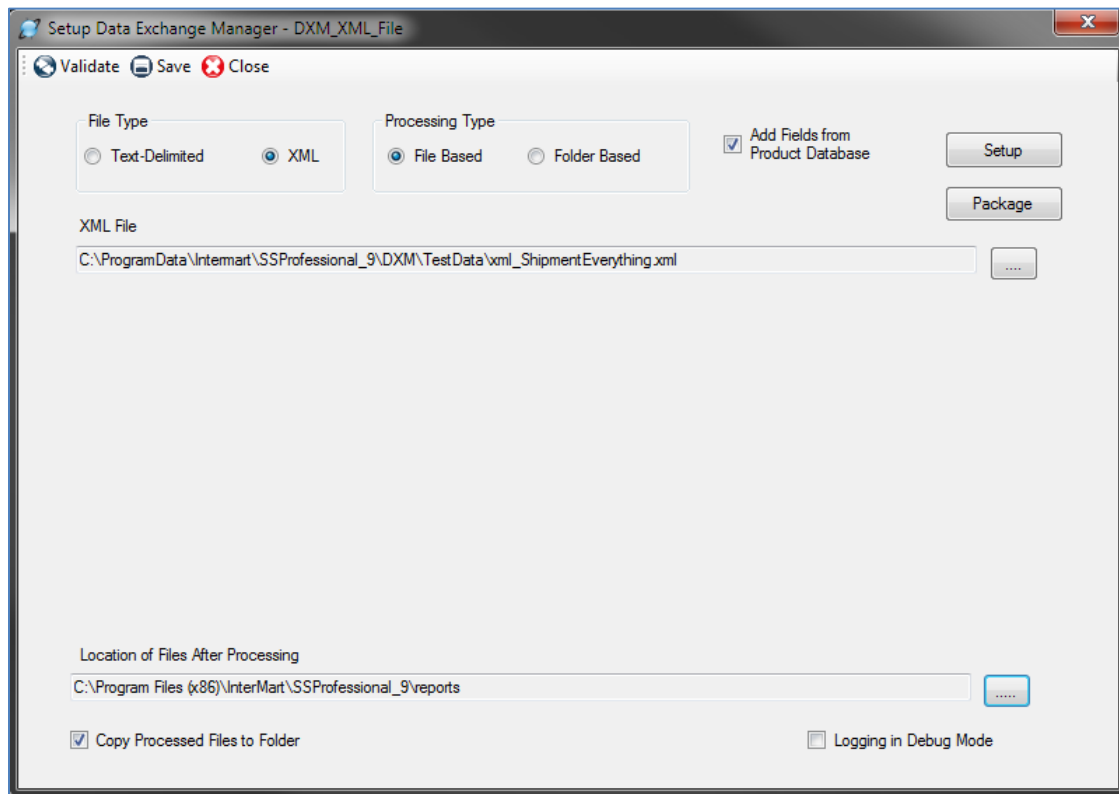 Setup Data Exchange Manager - DXM_XML_File
Validate Save Close
File Type
Text-Delimited XML
Processing Type
File Based Folder Based
Add Fields from
Product Database
Setup
Package
XML File
C:\ProgramData\Intermart\SSProfessional_9\DXM\TestData\xml_ShipmentEverything.xml
....
Location of Files After Processing
C:\Program Files (x86)\InterMart\SSProfessional_9\reports
.....
Copy Processed Files to Folder
Logging in Debug Mode